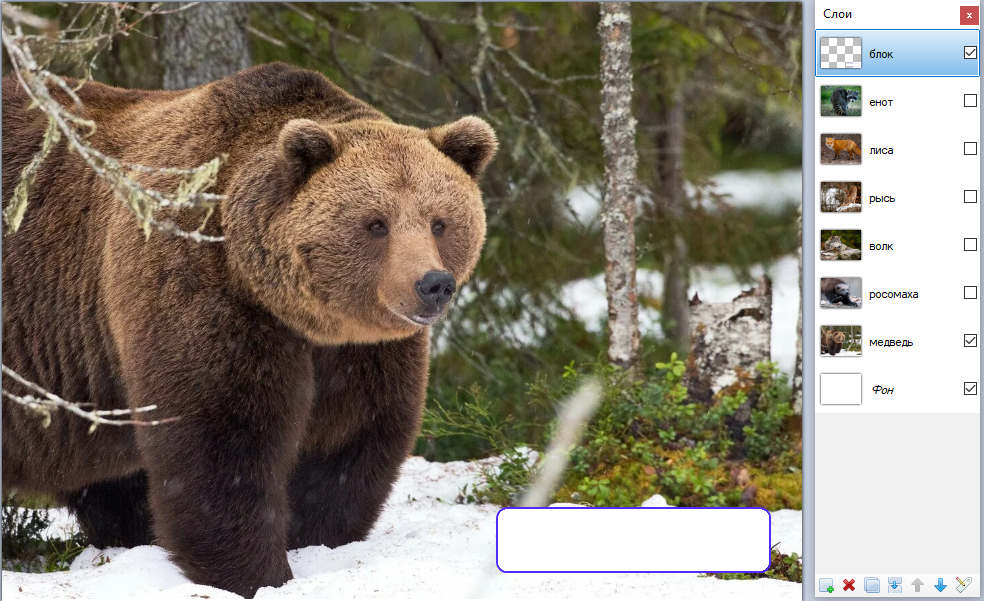 Слои
блок
енот
лиса
рысь
волк
росомаха
медведь
Фон